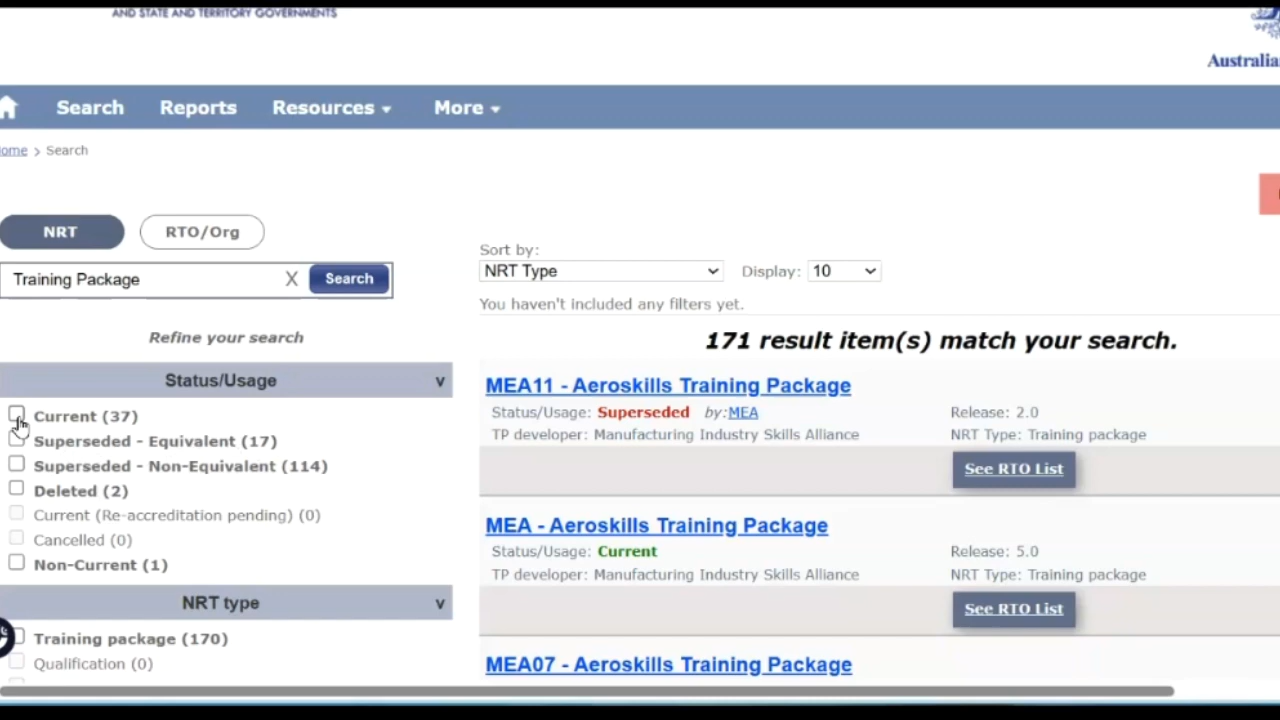 AND STATE AND TERRITORY GOVERNMENTS
Australia
Search Reports Resources More
ome > Search
NRT RTO/Org
Training Package X Search
Sort by:
NRT Type Display: 10
You haven't included any filters yet.
Refine your search
171 result item(s) match your search.
Status/Usage v
Current (37)
Superseded - Equivalent (17)
Superseded - Non-Equivalent (114)
Deleted (2)
Current (Re-accreditation pending) (0)
Cancelled (0)
Non-Current (1)
NRT type v
Training package (170)
Qualification (0)
MEA11 - Aeroskills Training Package
Status/Usage: Superseded by:MEA Release: 2.0
TP developer: Manufacturing Industry Skills Alliance NRT Type: Training package
See RTO List
MEA - Aeroskills Training Package
Status/Usage: Current Release: 5.0
TP developer: Manufacturing Industry Skills Alliance NRT Type: Training package
See RTO List
MEA07 - Aeroskills Training Package